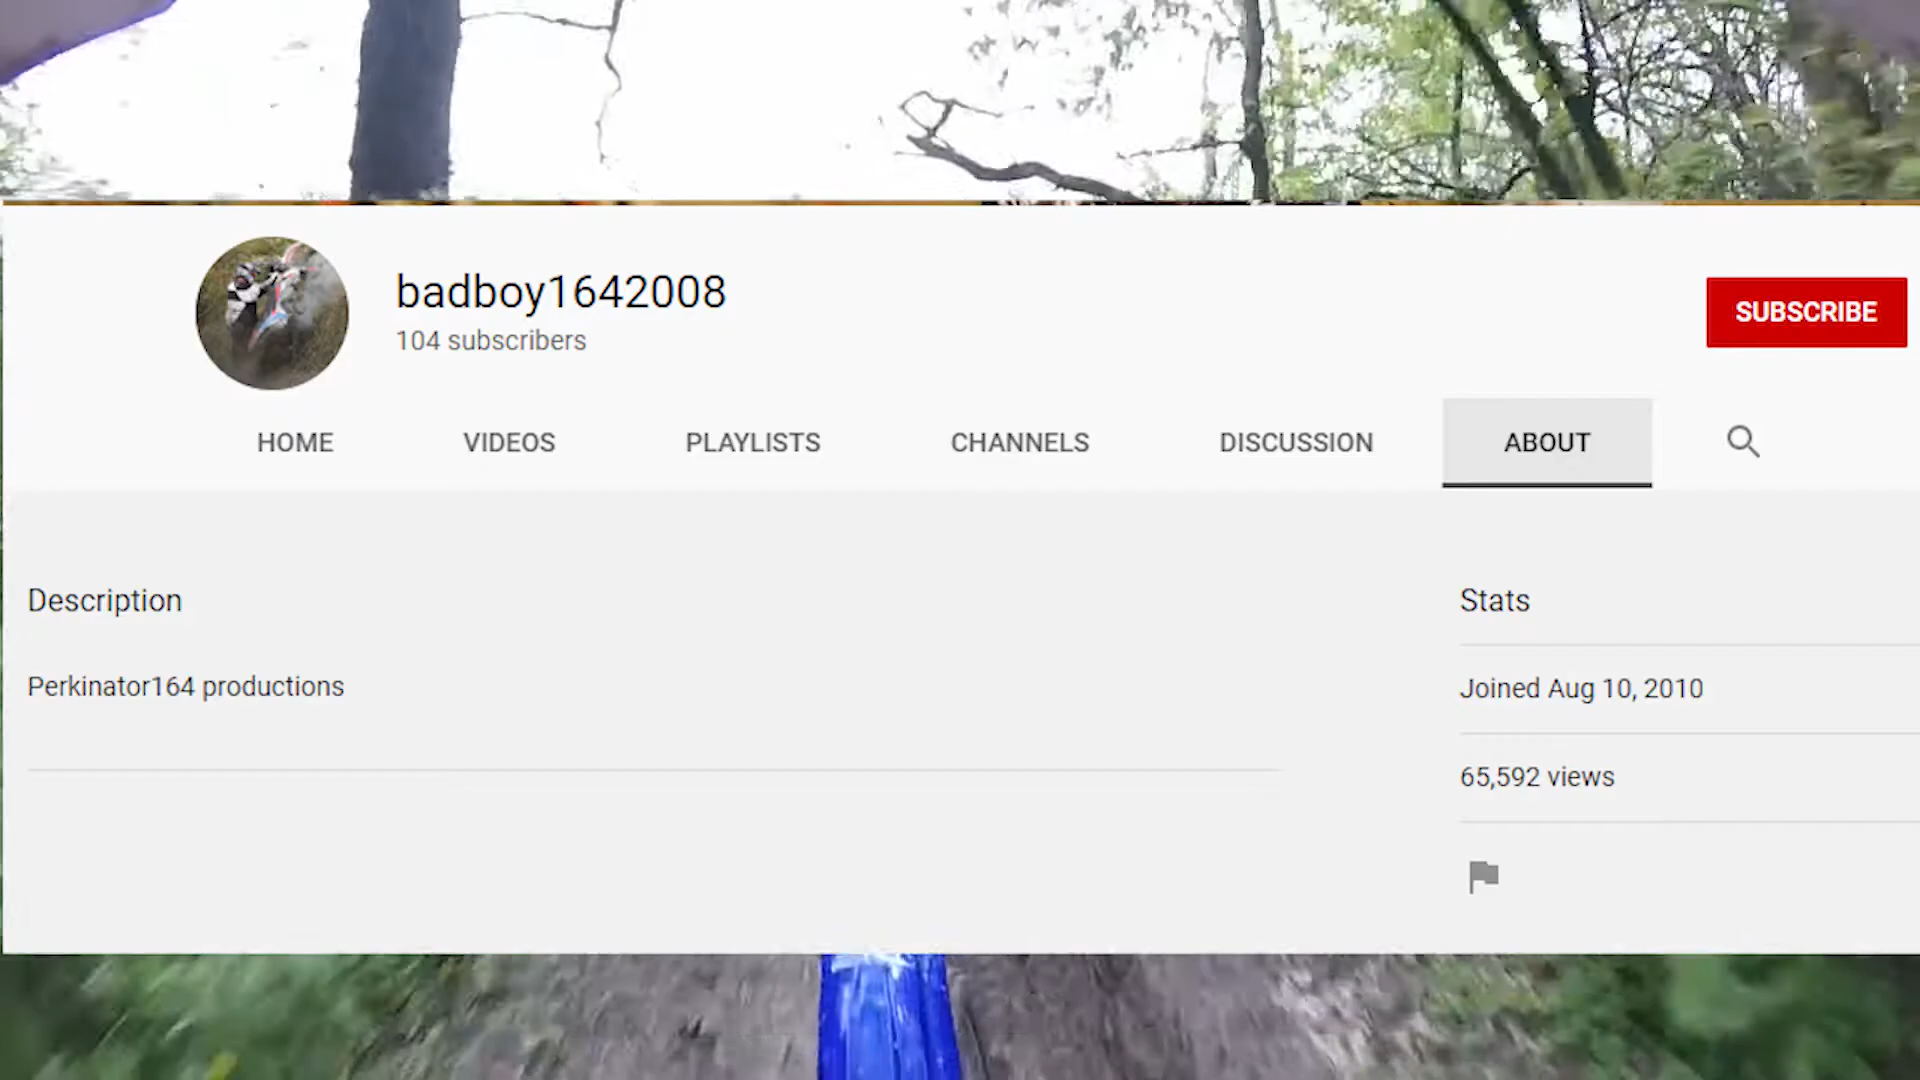 badboy1642008
104 subscribers
SUBSCRIBE
HOME VIDEOS PLAYLISTS CHANNELS DISCUSSION ABOUT
Description
Stats
Perkinator164 productions
Joined Aug 10, 2010
65,592 views